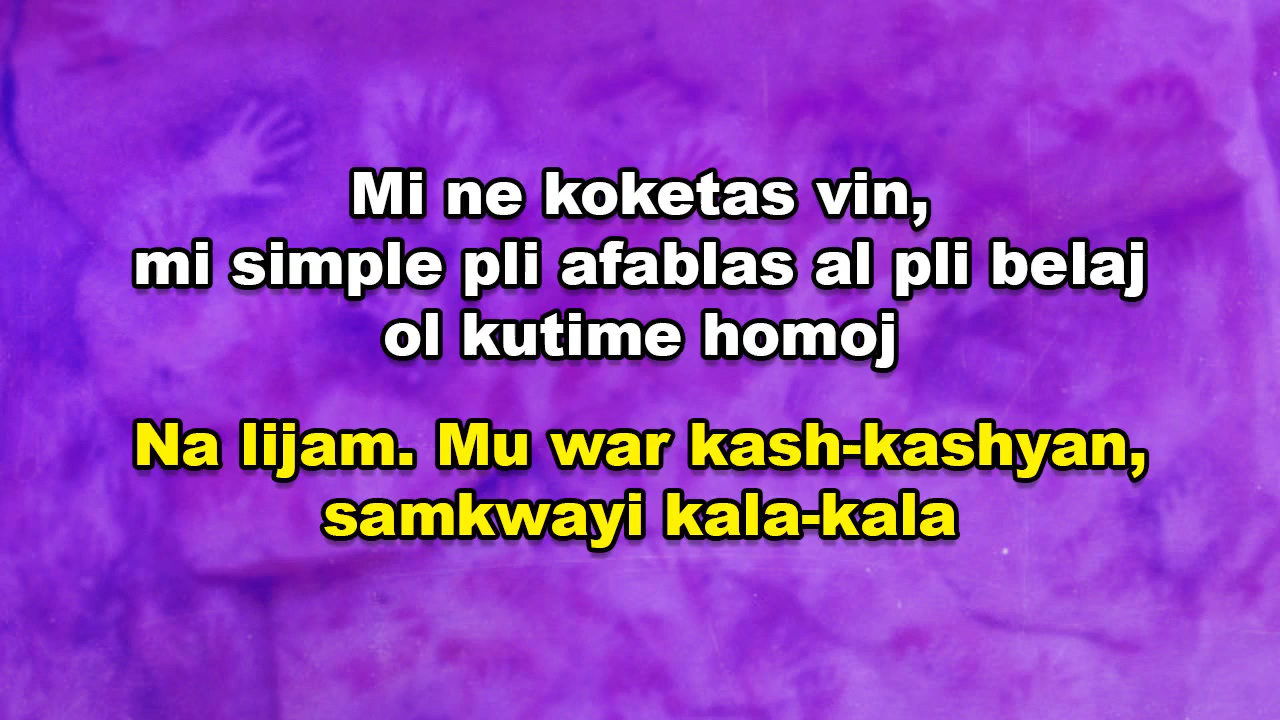 Mi ne koketas vin,
mi simple pli afablas al pli belaj
ol kutime homoj
Na lijam. Mu war kash-kashyan,
samkwayi kala-kala